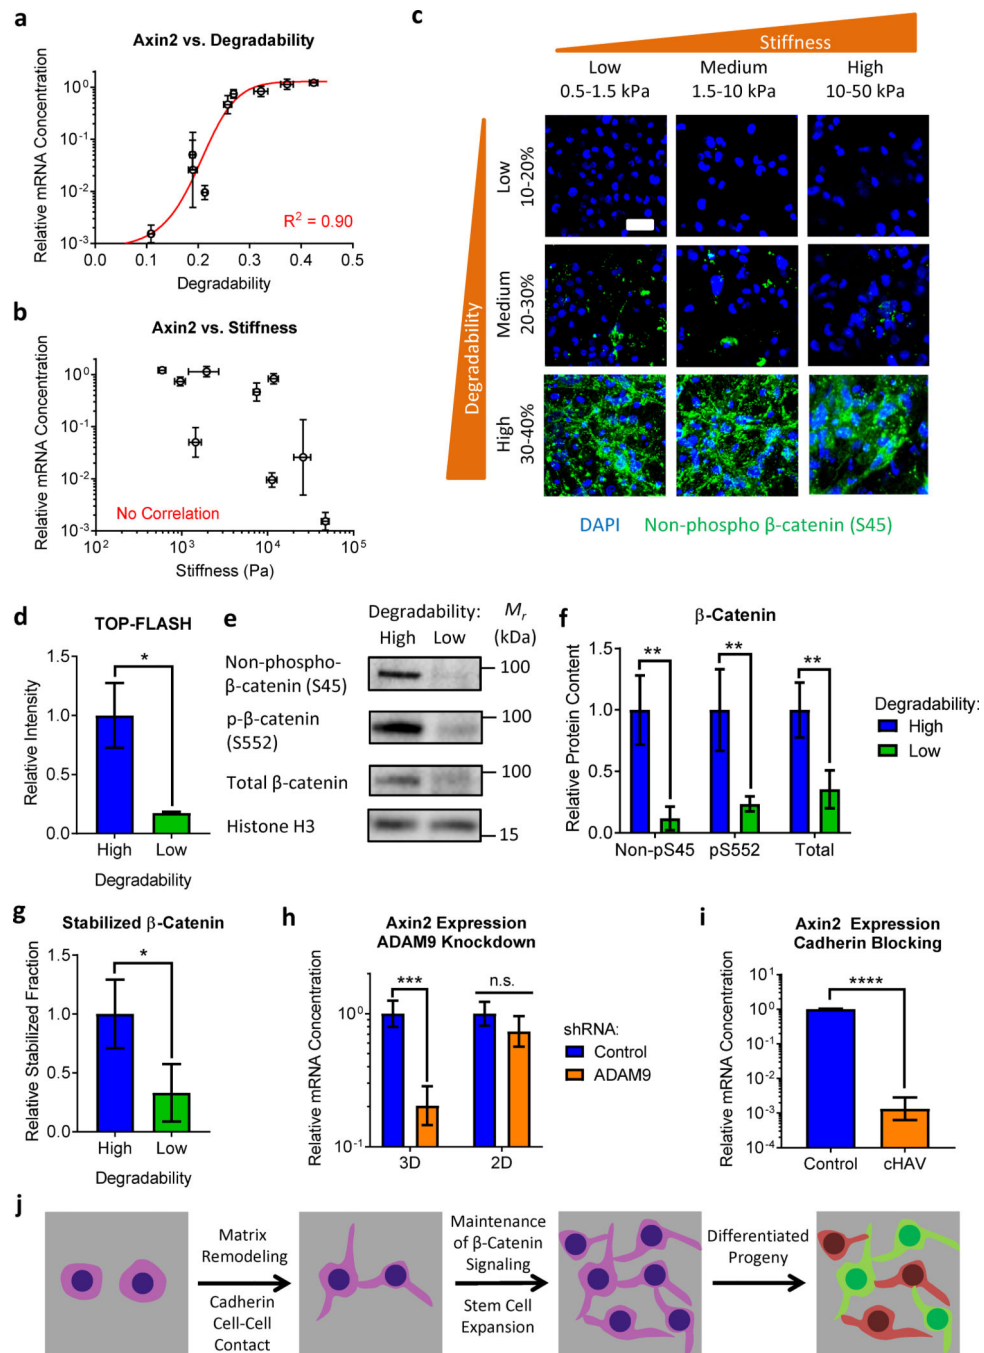 a
Axin2 vs. Degradability
Relative mRNA Concentration
10⁰
10⁻¹
10⁻²
10⁻³
R² = 0.90
0.0 0.1 0.2 0.3 0.4 0.5
Degradability
b
Axin2 vs. Stiffness
Relative mRNA Concentration
10⁰
10⁻¹
10⁻²
10⁻³
No Correlation
10² 10³ 10⁴ 10⁵
Stiffness (Pa)
c
Stiffness
Low Medium High
0.5-1.5 kPa 1.5-10 kPa 10-50 kPa
Degradability
Low
10-20%
Medium
20-30%
High
30-40%
DAPI Non-phospho β-catenin (S45)
d
TOP-FLASH
Relative Intensity
1.5
1.0
0.5
0.0
*
High Low
Degradability
e
Degradability: Mᵣ
High Low (kDa)
Non-phospho-
β-catenin (S45)
100
p-β-catenin
(S552)
100
Total β-catenin
100
Histone H3
15
f
β-Catenin
Relative Protein Content
1.5
1.0
0.5
0.0
** ** **
Non-pS45 pS552 Total
Degradability:
High
Low
g
Stabilized β-Catenin
Relative Stabilized Fraction
1.5
1.0
0.5
0.0
*
High Low
Degradability
h
Axin2 Expression
ADAM9 Knockdown
Relative mRNA Concentration
10⁰
10⁻¹
*** n.s.
3D 2D
shRNA:
Control
ADAM9
i
Axin2 Expression
Cadherin Blocking
Relative mRNA Concentration
10¹
10⁰
10⁻¹
10⁻²
10⁻³
10⁻⁴
****
Control cHAV
j
Matrix
Remodeling
Cadherin
Cell-Cell
Contact
Maintenance
of β-Catenin
Signaling
Stem Cell
Expansion
Differentiated
Progeny